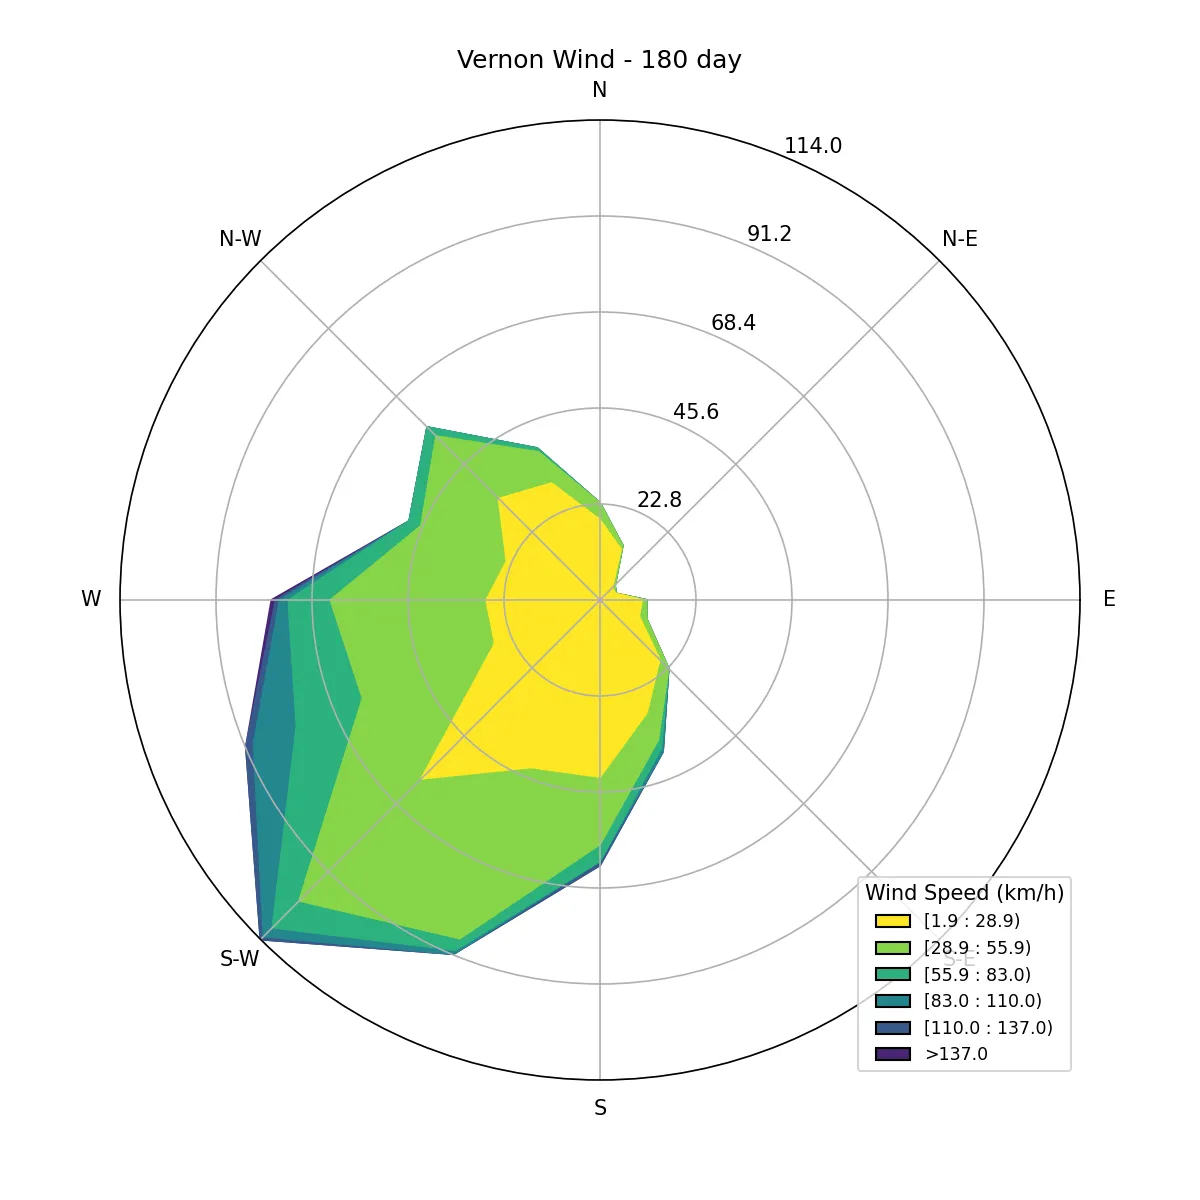 Vernon Wind - 180 day
N
114.0
91.2
N-W
N-E
68.4
45.6
22.8
W
E
S-W
S-E
Wind Speed (km/h)
[1.9 : 28.9)
[28.9 : 55.9)
[55.9 : 83.0)
[83.0 : 110.0)
[110.0 : 137.0)
>137.0
S